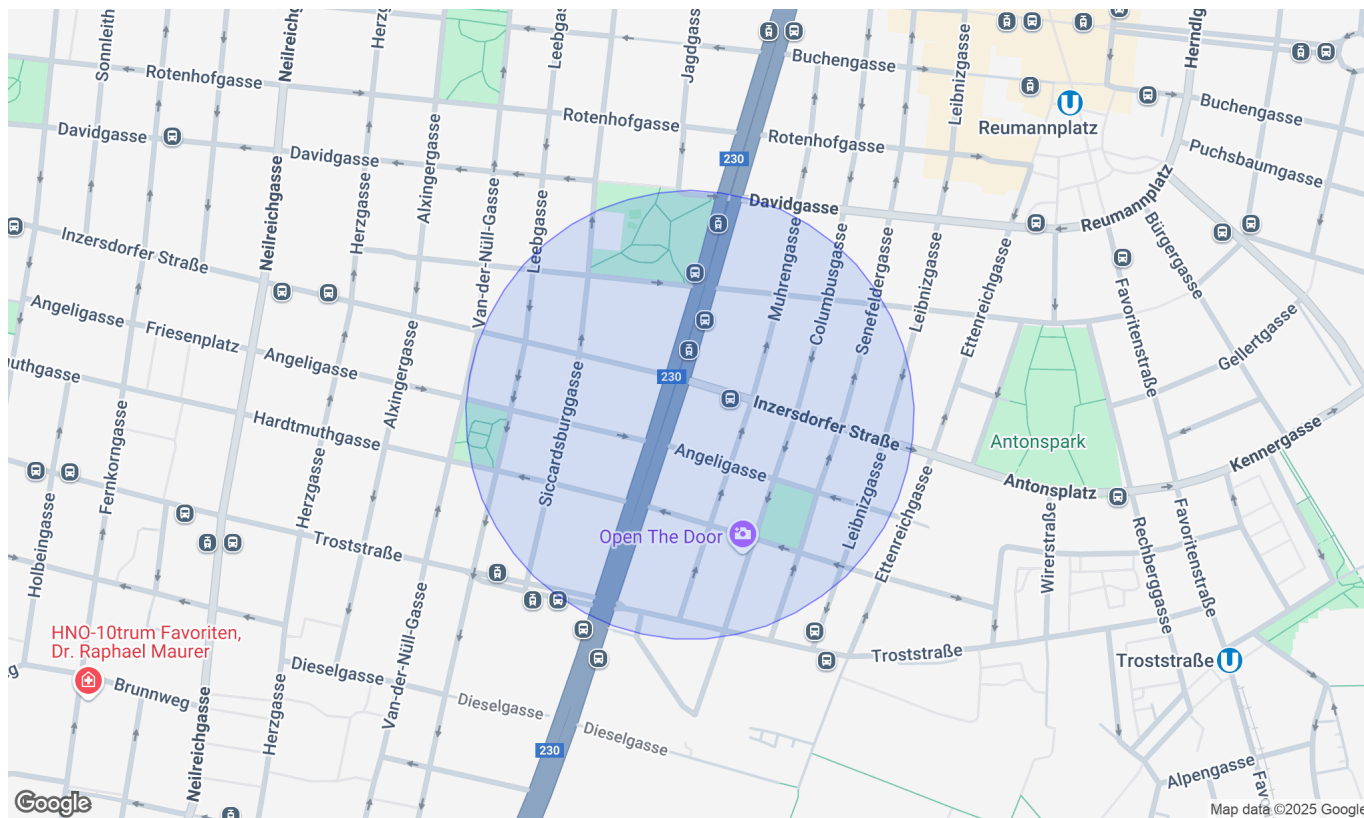 Sonnleith
Neilreich
Herzg
Leebgasse
Jagdgasse
Leibnizgasse
Herndlg
Buchengasse
Rotenhofgasse
Rotenhofgasse
Rotenhofgasse
Buchengasse
Reumannplatz
Davidgasse
Davidgasse
230
Puchsbaumgasse
Alxingergasse
Neilreichgasse
Herzgasse
Van-der-Nüll-Gasse
Leebgasse
Davidgasse
Reumannplatz
Bürgergasse
Inzersdorfer Straße
Muhrengasse
Columbusgasse
Senefeldergasse
Leibnizgasse
Ettenreichgasse
Favoritenstraße
Angeligasse
Friesenplatz
Angeligasse
Alxingergasse
230
Gellertgasse
muthgasse
Hardtmuthgasse
Siccardsburggasse
Inzersdorfer Straße
Antonspark
Kennergasse
Fernkorngasse
Herzgasse
Angeligasse
Antonsplatz
Leibnizgasse
Ettenreichgasse
Holbeingasse
Troststraße
Open The Door
Wirerstraße
Rechberggasse
Favoritenstraße
HNO-10trum Favoriten,
Dr. Raphael Maurer
Van-der-Nüll-Gasse
Troststraße
Troststraße
Brunnweg
Dieselgasse
Neilreichgasse
Herzgasse
Dieselgasse
Dieselgasse
230
Alpengasse
Favo
Google
Map data ©2025 Google